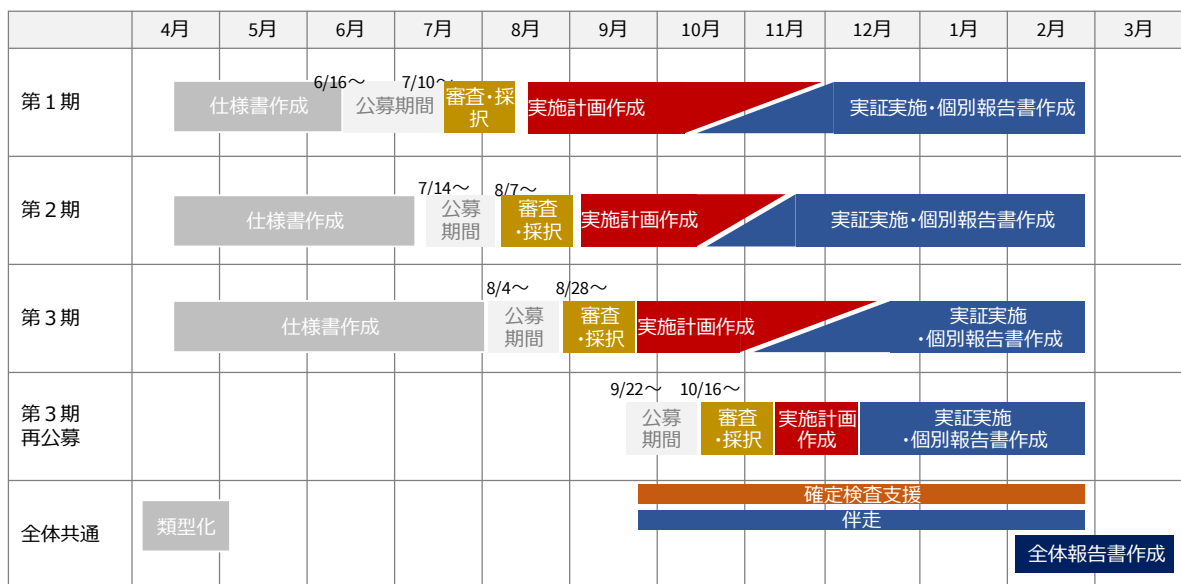 4月 5月 6月 7月 8月 9月 10月 11月 12月 1月 2月 3月
第1期
6/16～ 7/10～
仕様書作成
公募期間
審査・採
択
実施計画作成
実証実施・個別報告書作成
第2期
7/14～ 8/7～
仕様書作成
公募
期間
審査
・採択
実施計画作成
実証実施・個別報告書作成
第3期
8/4～ 8/28～
仕様書作成
公募
期間
審査
・採択
実施計画作成
実証実施
・個別報告書作成
第3期
再公募
9/22～ 10/16～
公募
期間
審査
・採択
実施計画
作成
実証実施
・個別報告書作成
全体共通
類型化
確定検査支援
伴走
全体報告書作成